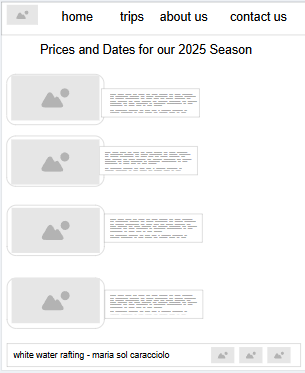 home trips about us contact us
Prices and Dates for our 2025 Season
white water rafting - maria sol caracciolo